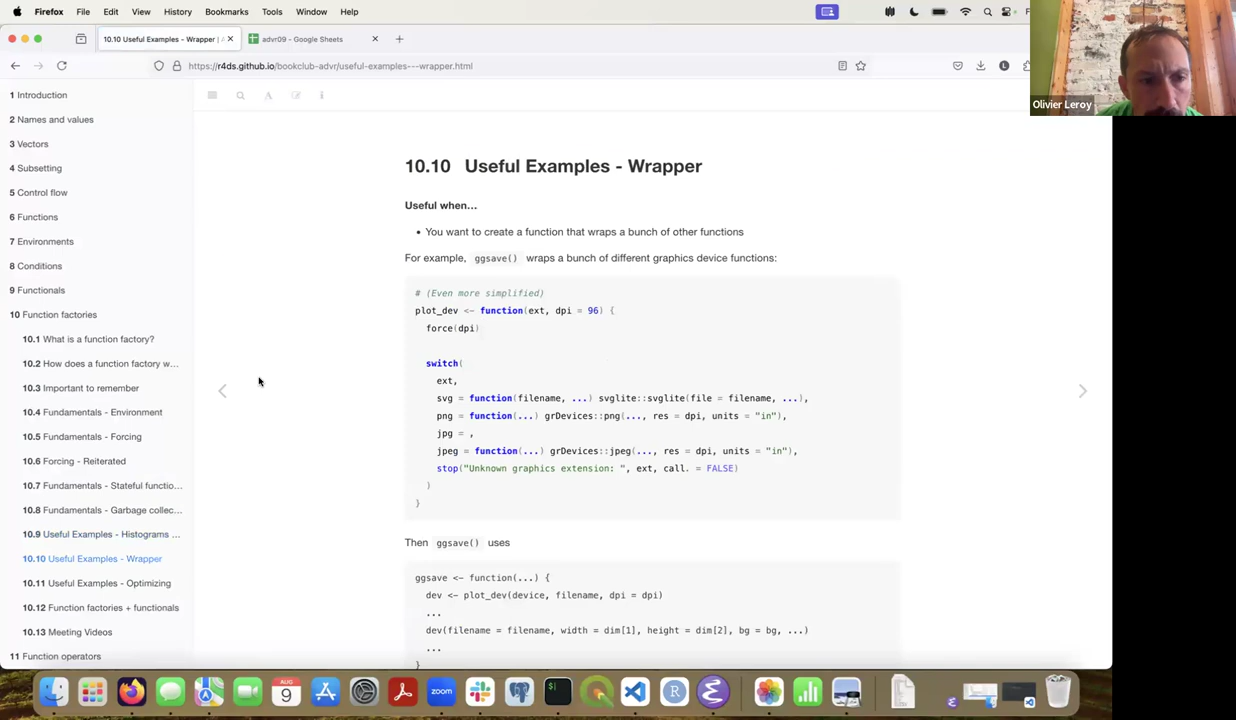 Firefox File Edit View History Bookmarks Tools Window Help
10.10 Useful Examples - Wrapper |
advr09 - Google Sheets
https://r4ds.github.io/bookclub-advr/useful-examples---wrapper.html
Olivier Leroy
1 Introduction
2 Names and values
3 Vectors
4 Subsetting
5 Control flow
6 Functions
7 Environments
8 Conditions
9 Functionals
10 Function factories
10.1 What is a function factory?
10.2 How does a function factory w…
10.3 Important to remember
10.4 Fundamentals - Environment
10.5 Fundamentals - Forcing
10.6 Forcing - Reiterated
10.7 Fundamentals - Stateful functio…
10.8 Fundamentals - Garbage collec…
10.9 Useful Examples - Histograms …
10.10 Useful Examples - Wrapper
10.11 Useful Examples - Optimizing
10.12 Function factories + functionals
10.13 Meeting Videos
11 Function operators
10.10 Useful Examples - Wrapper
Useful when…
• You want to create a function that wraps a bunch of other functions
For example, ggsave() wraps a bunch of different graphics device functions:
# (Even more simplified)
plot_dev <- function(ext, dpi = 96) {
force(dpi)
switch(
ext,
svg = function(filename, ...) svglite::svglite(file = filename, ...),
png = function(...) grDevices::png(..., res = dpi, units = "in"),
jpg = ,
jpeg = function(...) grDevices::jpeg(..., res = dpi, units = "in"),
stop("Unknown graphics extension: ", ext, call. = FALSE)
)
}
Then ggsave() uses
ggsave <- function(...) {
dev <- plot_dev(device, filename, dpi = dpi)
...
dev(filename = filename, width = dim[1], height = dim[2], bg = bg, ...)
...
}
AUG
9
zoom
R